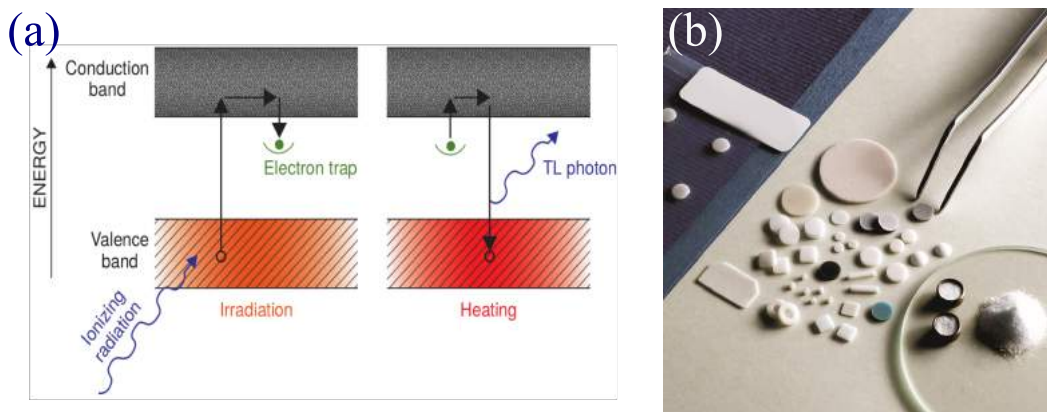 (a)
Conduction
band
ENERGY
Electron trap
TL photon
Valence
band
Ionizing
radiation
Irradiation
Heating
(b)